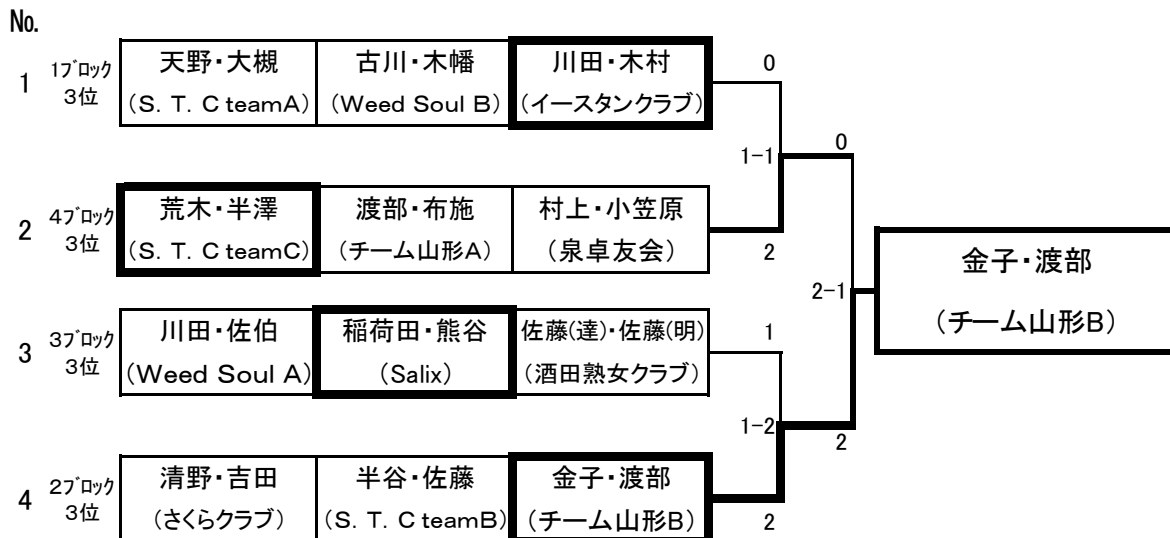 No.
1 1ブロック 3位
天野・大槻
(S. T. C teamA)
古川・木幡
(Weed Soul B)
川田・木村
(イースタンクラブ)
0
1-1
0
2 4ブロック 3位
荒木・半澤
(S. T. C teamC)
渡部・布施
(チーム山形A)
村上・小笠原
(泉卓友会)
2
2-1
金子・渡部
(チーム山形B)
3 3ブロック 3位
川田・佐伯
(Weed Soul A)
稲荷田・熊谷
(Salix)
佐藤(達)・佐藤(明)
(酒田熟女クラブ)
1
1-2
2
4 2ブロック 3位
清野・吉田
(さくらクラブ)
半谷・佐藤
(S. T. C teamB)
金子・渡部
(チーム山形B)
2